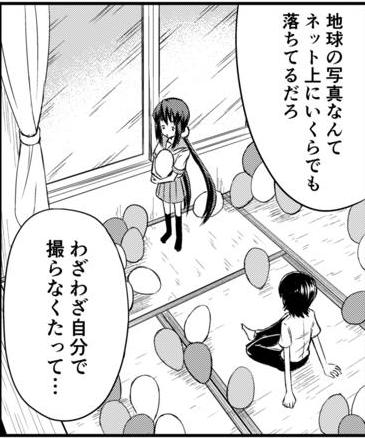 地球の写真なんて
ネット上にいくらでも
落ちてるだろ
わざわざ自分で
撮らなくたって…